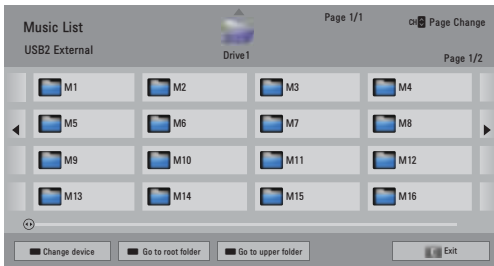 Music List
Page 1/1
CH Page Change
USB2 External
Drive1
Page 1/2
M1 M2 M3 M4
M5 M6 M7 M8
M9 M10 M11 M12
M13 M14 M15 M16
Change device Go to root folder Go to upper folder Exit